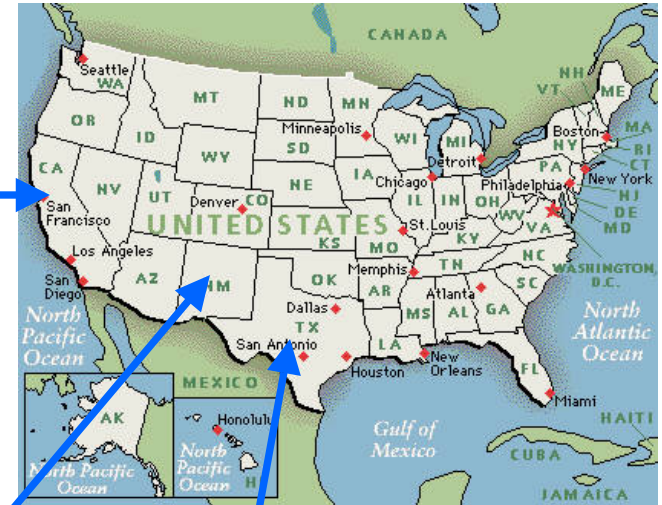 CANADA
Seattle
WA
MT
ND
MN
NH
VT
ME
OR
ID
Minneapolis
WI
MI
Boston
MA
SD
NY
RI
WY
Detroit
CT
CA
IA
Chicago
PA
Philadelphia
New York
NV
UT
Denver
CO
NE
IL
IN
OH
NJ
San
Francisco
WV
DE
UNITED STATES
St.Louis
VA
MD
KS
MO
KY
Los Angeles
NC
WASHINGTON,
D.C.
San
Diego
AZ
NM
OK
Memphis
TN
AR
SC
Atlanta
North
Pacific
Ocean
Dallas
MS
AL
GA
North
Atlantic
Ocean
TX
San Antonio
LA
Houston
New
Orleans
FL
MEXICO
Miami
AK
Honolulu
Gulf of
Mexico
HAITI
North Pacific
Ocean
North
Pacific
Ocean
H
CUBA
JAMAICA